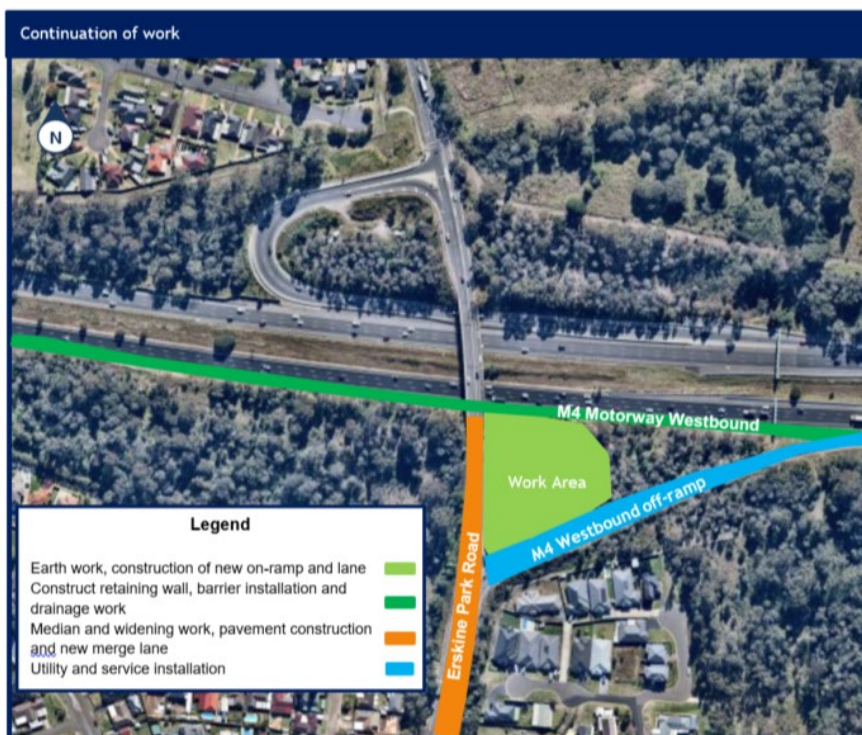 Continuation of work
N
M4 Motorway Westbound
Work Area
M4 Westbound off-ramp
Erskine Park Road
Legend
Earth work, construction of new on-ramp and lane
Construct retaining wall, barrier installation and
drainage work
Median and widening work, pavement construction
and new merge lane
Utility and service installation